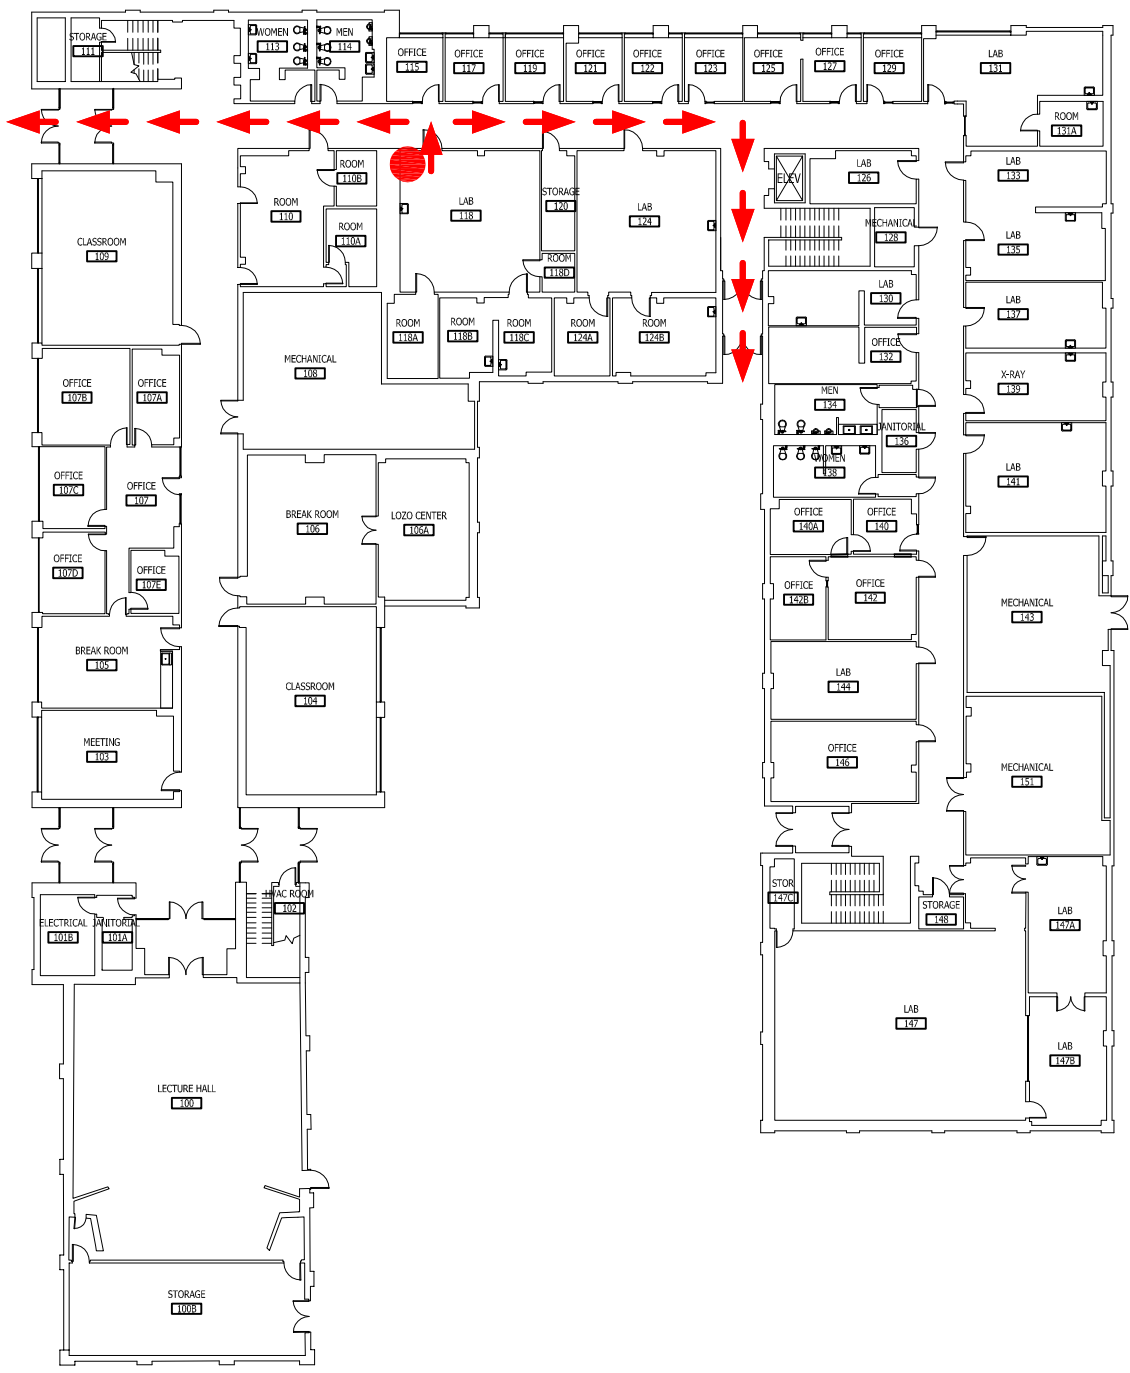 STORAGE
111
WOMEN
113
MEN
114
OFFICE
115
OFFICE
117
OFFICE
119
OFFICE
121
OFFICE
122
OFFICE
123
OFFICE
125
OFFICE
127
OFFICE
129
LAB
131
ROOM
131A
ROOM
110B
ROOM
110
ROOM
110A
LAB
118
STORAGE
120
ROOM
118D
LAB
124
ELEV
LAB
126
MECHANICAL
128
LAB
133
LAB
135
CLASSROOM
109
LAB
130
OFFICE
132
LAB
137
ROOM
118A
ROOM
118B
ROOM
118C
ROOM
124A
ROOM
124B
MECHANICAL
108
X-RAY
139
OFFICE
107B
OFFICE
107A
MEN
134
JANITORIAL
136
WOMEN
138
LAB
141
OFFICE
107C
OFFICE
107
BREAK ROOM
106
LOZO CENTER
106A
OFFICE
140A
OFFICE
140
OFFICE
107D
OFFICE
107E
OFFICE
142B
OFFICE
142
MECHANICAL
143
BREAK ROOM
105
CLASSROOM
104
LAB
144
MEETING
103
OFFICE
146
MECHANICAL
151
HVAC ROOM
102
STOR
147C
STORAGE
148
LAB
147A
ELECTRICAL
101B
JANITORIAL
101A
LAB
147
LAB
147B
LECTURE HALL
100
STORAGE
100B